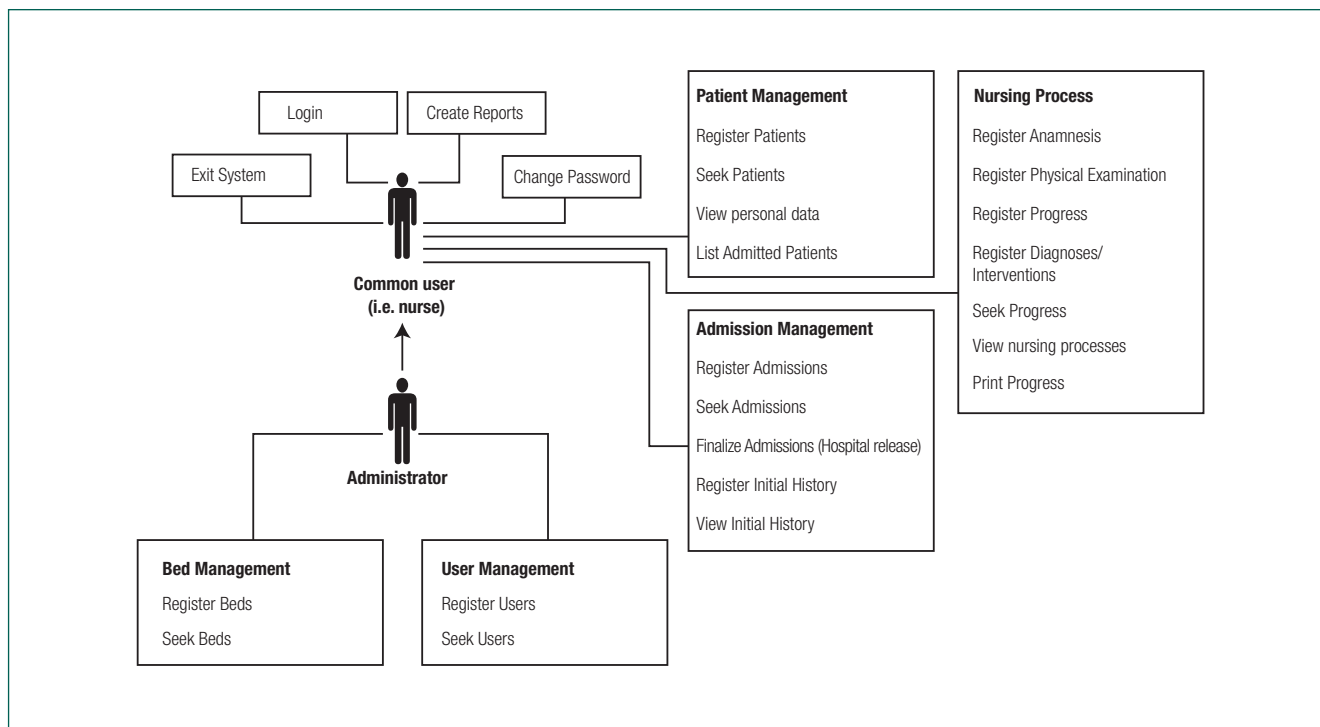 Login
Create Reports
Exit System
Change Password
Common user
(i.e. nurse)
Administrator
Bed Management
Register Beds
Seek Beds
User Management
Register Users
Seek Users
Patient Management
Register Patients
Seek Patients
View personal data
List Admitted Patients
Admission Management
Register Admissions
Seek Admissions
Finalize Admissions (Hospital release)
Register Initial History
View Initial History
Nursing Process
Register Anamnesis
Register Physical Examination
Register Progress
Register Diagnoses/
Interventions
Seek Progress
View nursing processes
Print Progress